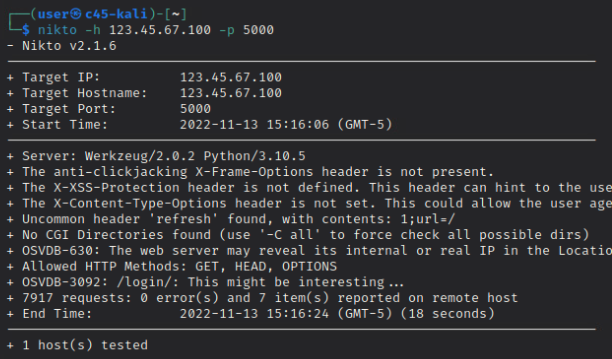 ┌──(user㉿c45-kali)-[~]
└─$ nikto -h 123.45.67.100 -p 5000
- Nikto v2.1.6
+ Target IP: 123.45.67.100
+ Target Hostname: 123.45.67.100
+ Target Port: 5000
+ Start Time: 2022-11-13 15:16:06 (GMT-5)
+ Server: Werkzeug/2.0.2 Python/3.10.5
+ The anti-clickjacking X-Frame-Options header is not present.
+ The X-XSS-Protection header is not defined. This header can hint to the use
+ The X-Content-Type-Options header is not set. This could allow the user age
+ Uncommon header 'refresh' found, with contents: 1;url=/
+ No CGI Directories found (use '-C all' to force check all possible dirs)
+ OSVDB-630: The web server may reveal its internal or real IP in the Locatio
+ Allowed HTTP Methods: GET, HEAD, OPTIONS
+ OSVDB-3092: /login/: This might be interesting...
+ 7917 requests: 0 error(s) and 7 item(s) reported on remote host
+ End Time: 2022-11-13 15:16:24 (GMT-5) (18 seconds)
+ 1 host(s) tested